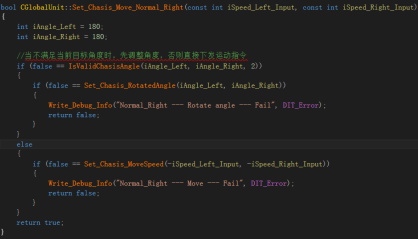 bool CGlobalUnit::Set_Chasis_Move_Normal_Right(const int iSpeed_Left_Input, const int iSpeed_Right_Input)
{
    int iAngle_Left = 180;
    int iAngle_Right = 180;

    //当不满足当前目标角度时，先调整角度，否则直接下发运动指令
    if (false == IsValidChasisAngle(iAngle_Left, iAngle_Right, 2))
    {
        if (false == Set_Chasis_RotatedAngle(iAngle_Left, iAngle_Right))
        {
            Write_Debug_Info("Normal_Right --- Rotate angle --- Fail", DIT_Error);
            return false;
        }
    }
    else
    {
        if (false == Set_Chasis_MoveSpeed(-iSpeed_Left_Input, -iSpeed_Right_Input))
        {
            Write_Debug_Info("Normal_Right --- Move --- Fail", DIT_Error);
            return false;
        }
    }
    return true;
}